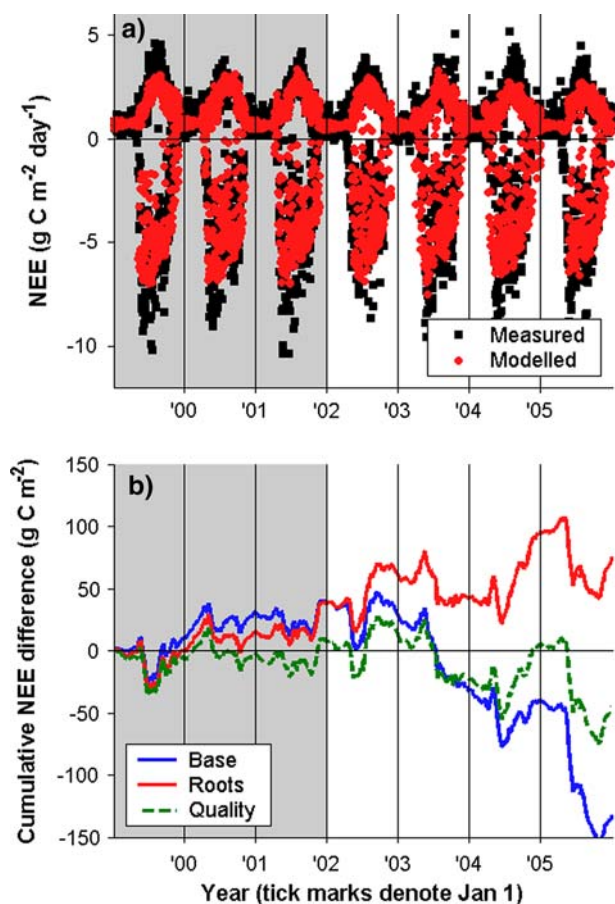 a)
5
0
-5
-10
NEE (g C m⁻² day⁻¹)
Measured
Modelled
'00 '01 '02 '03 '04 '05
b)
150
100
50
0
-50
-100
-150
Cumulative NEE difference (g C m⁻²)
Base
Roots
Quality
'00 '01 '02 '03 '04 '05
Year (tick marks denote Jan 1)